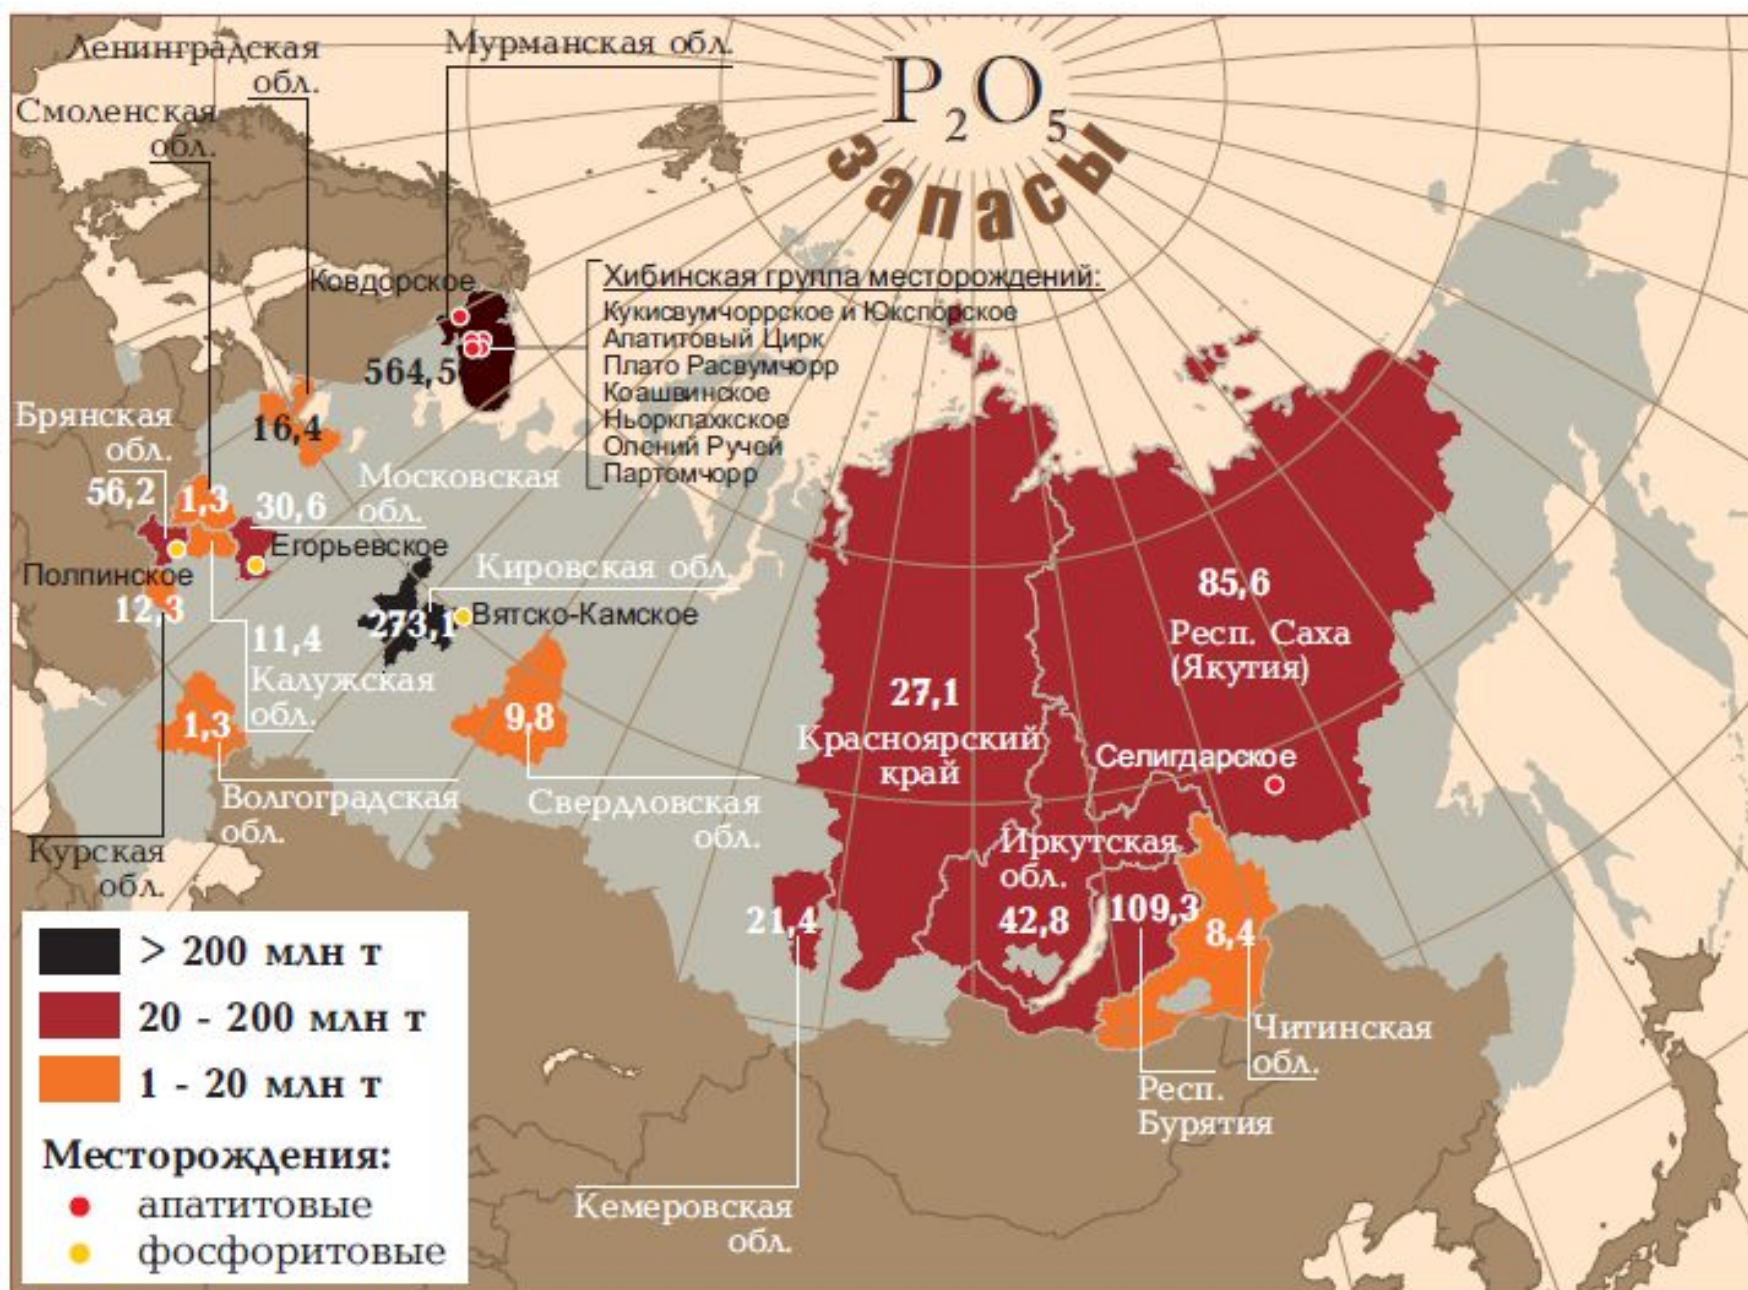 Ленинградская
обл.
Мурманская обл.
P₂O₅
запасы
Смоленская
обл.
Ковдорское
Хибинская группа месторождений:
Кукисвумчоррское и Юкспорское
Апатитовый Цирк
Плато Расвумчорр
Коашвинское
Ньоркпахкское
Олений Ручей
Партомчорр
564,5
16,4
Брянская
обл.
56,2
1,3
30,6
Московская
обл.
Егорьевское
Полпинское
12,3
Кировская обл.
273,1
Вятско-Камское
11,4
Калужская
обл.
1,3
9,8
Волгоградская
обл.
Свердловская
обл.
Курская
обл.
27,1
Красноярский
край
85,6
Респ. Саха
(Якутия)
Селигдарское
Иркутская
обл.
42,8
109,3
8,4
21,4
Читинская
обл.
Респ.
Бурятия
Кемеровская
обл.
> 200 млн т
20 - 200 млн т
1 - 20 млн т
Месторождения:
апатитовые
фосфоритовые